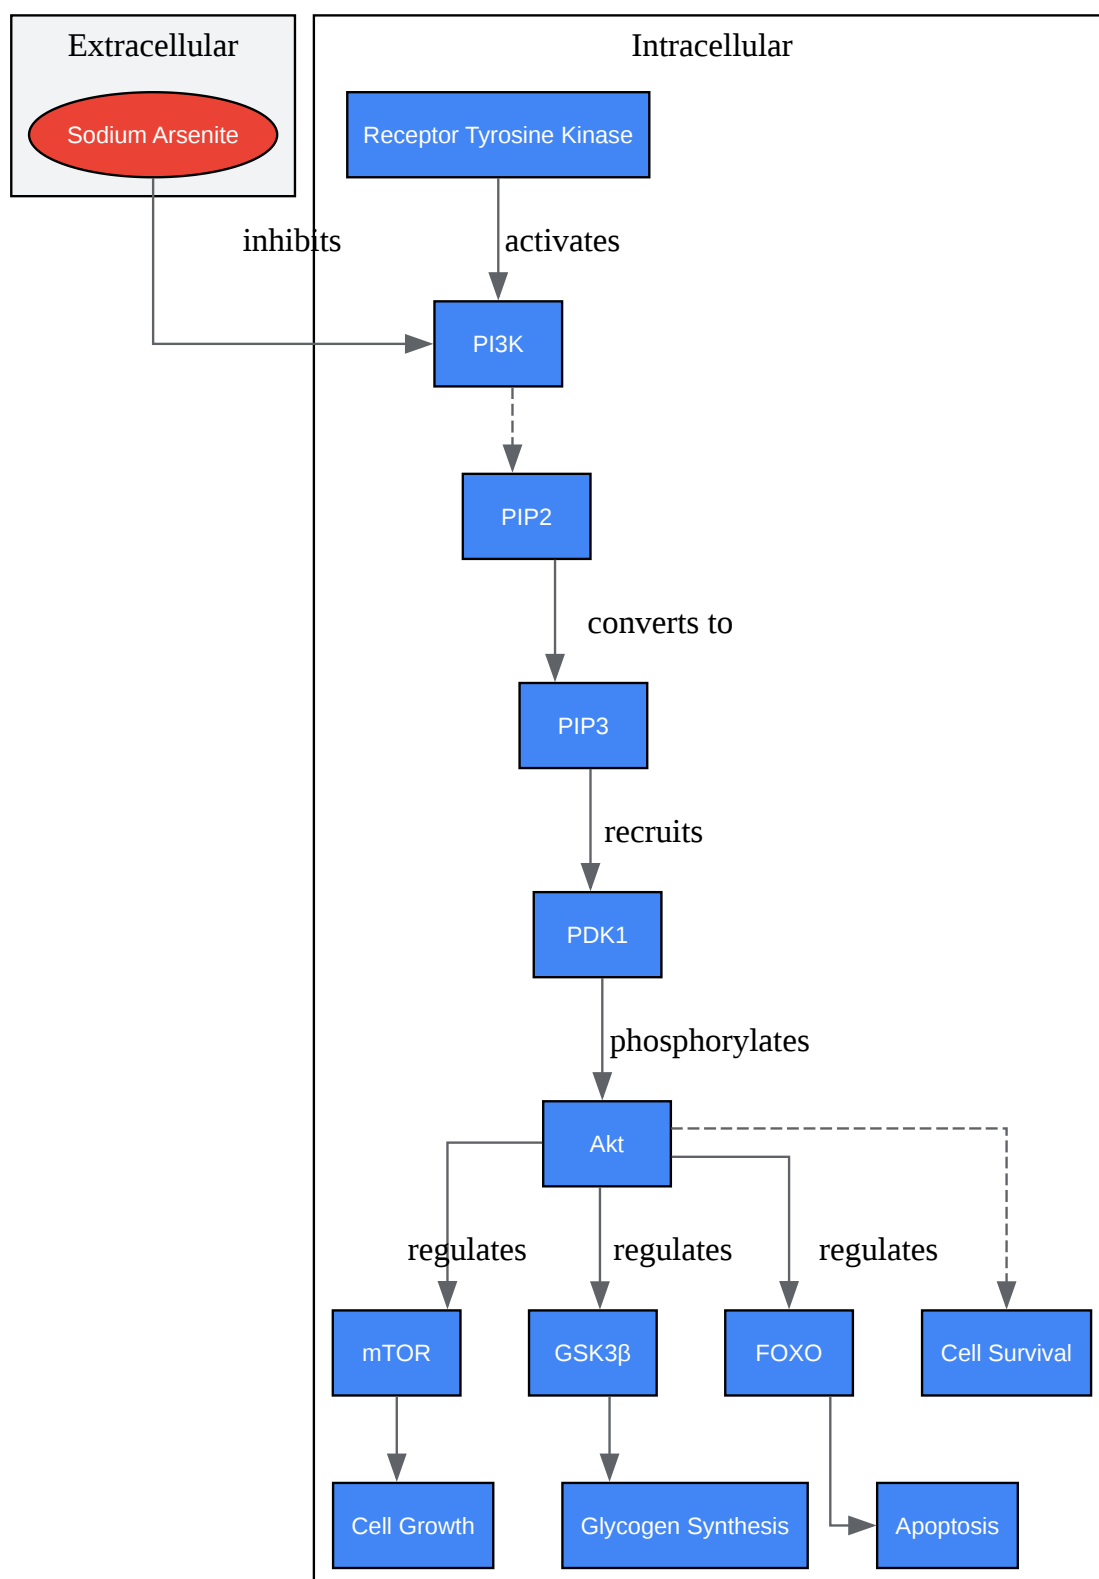 Extracellular
Intracellular
Sodium Arsenite
Receptor Tyrosine Kinase
inhibits
activates
PI3K
PIP2
converts to
PIP3
recruits
PDK1
phosphorylates
Akt
regulates
regulates
regulates
mTOR
GSK3β
FOXO
Cell Survival
Cell Growth
Glycogen Synthesis
Apoptosis